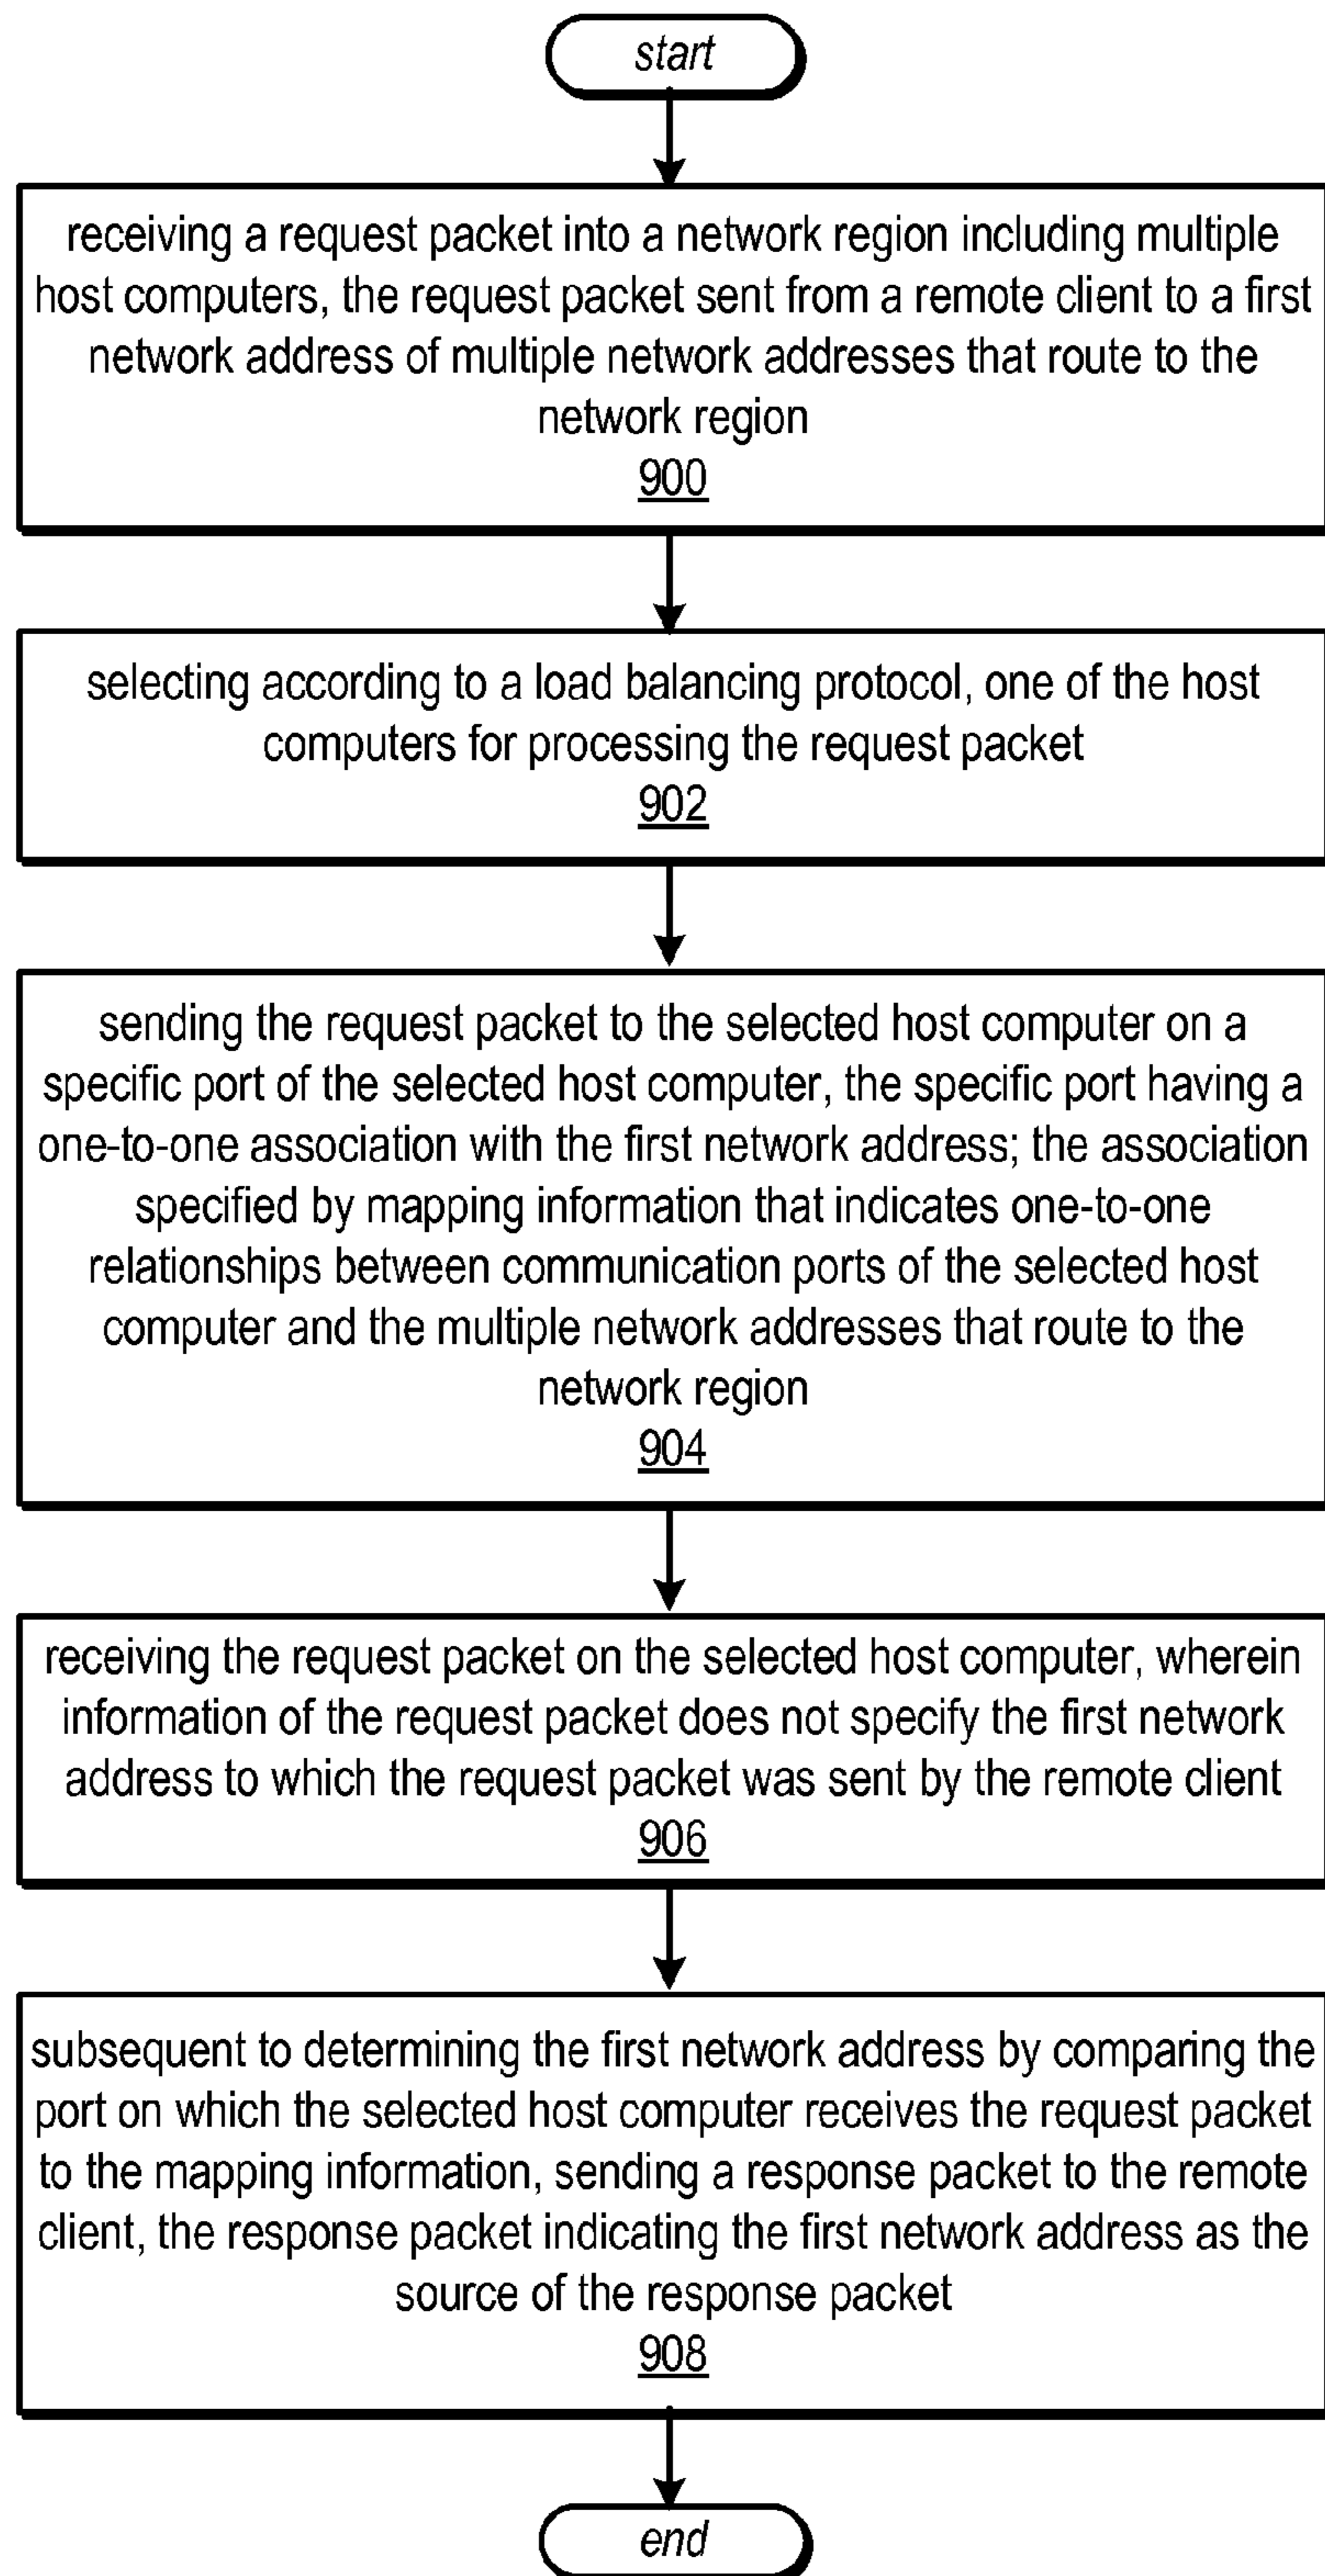 start
receiving a request packet into a network region including multiple
host computers, the request packet sent from a remote client to a first
network address of multiple network addresses that route to the
network region
900
selecting according to a load balancing protocol, one of the host
computers for processing the request packet
902
sending the request packet to the selected host computer on a
specific port of the selected host computer, the specific port having a
one-to-one association with the first network address; the association
specified by mapping information that indicates one-to-one
relationships between communication ports of the selected host
computer and the multiple network addresses that route to the
network region
904
receiving the request packet on the selected host computer, wherein
information of the request packet does not specify the first network
address to which the request packet was sent by the remote client
906
subsequent to determining the first network address by comparing the
port on which the selected host computer receives the request packet
to the mapping information, sending a response packet to the remote
client, the response packet indicating the first network address as the
source of the response packet
908
end